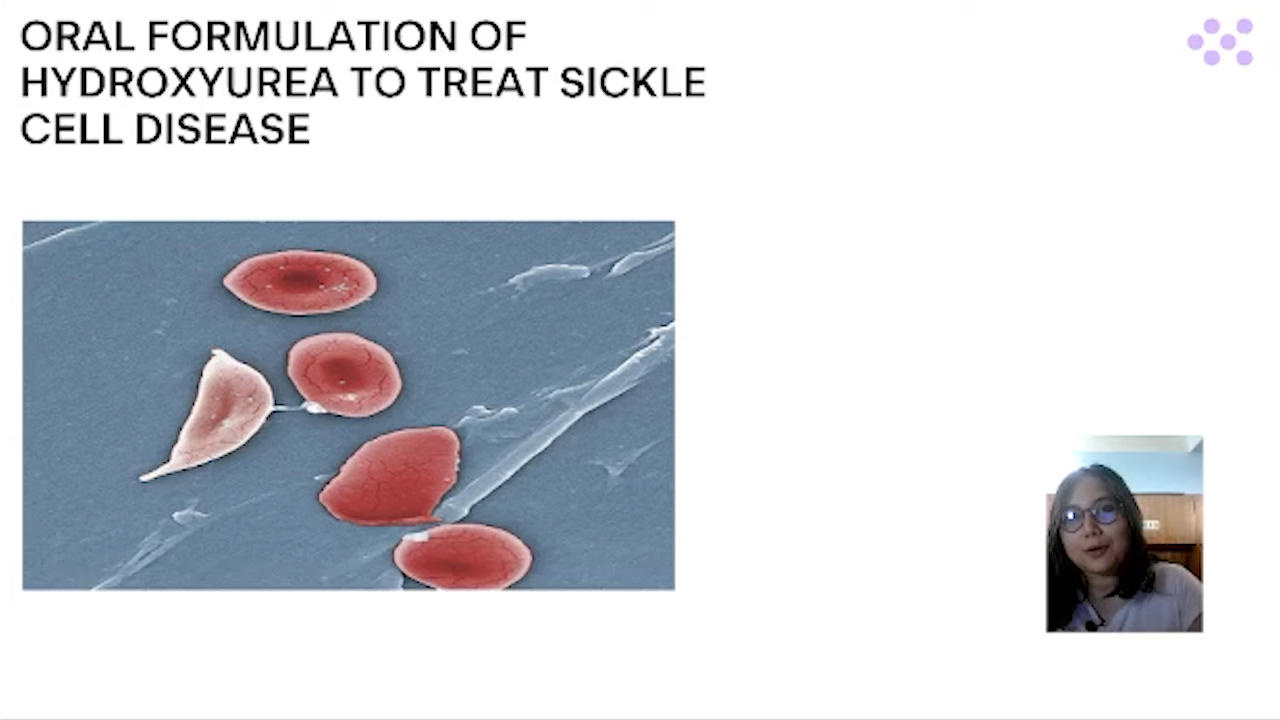 ORAL FORMULATION OF
HYDROXYUREA TO TREAT SICKLE
CELL DISEASE